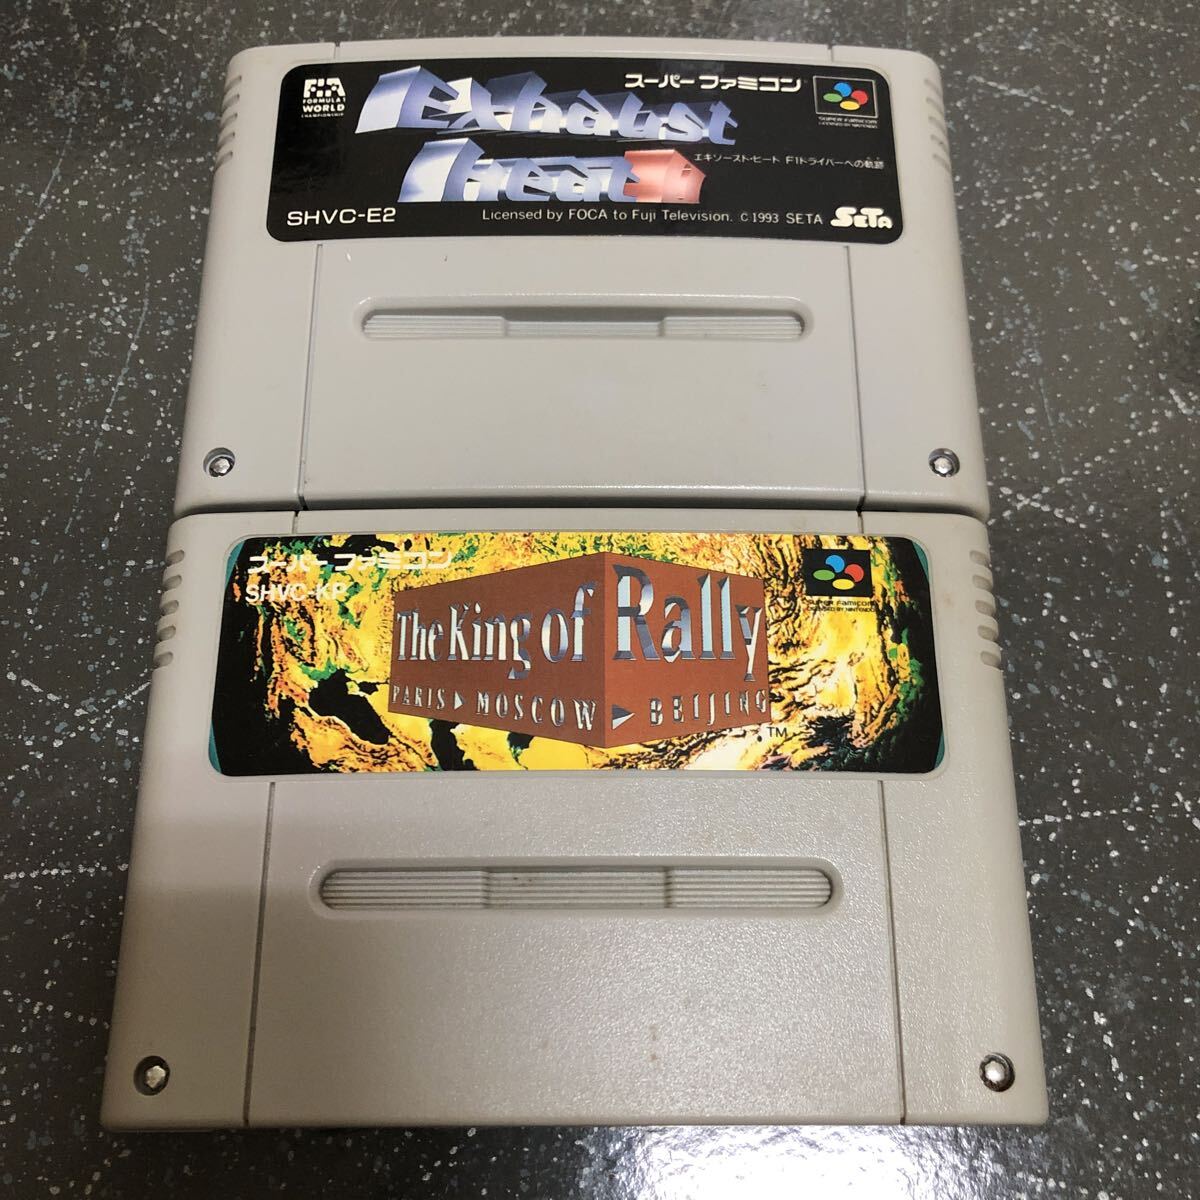 FIA
FORMULA 1
WORLD
CHAMPIONSHIP
Exhaust
Heat II
スーパーファミコン
SUPER FAMICOM
LICENSED BY NINTENDO
エキゾースト・ヒート F1ドライバーへの軌跡
SHVC-E2
Licensed by FOCA to Fuji Television. © 1993 SETA
SETA
スーパーファミコン
SHVC-KP
The King of Rally
PARIS ▶ MOSCOW ▶ BEIJING
TM
SUPER FAMICOM
LICENSED BY NINTENDO